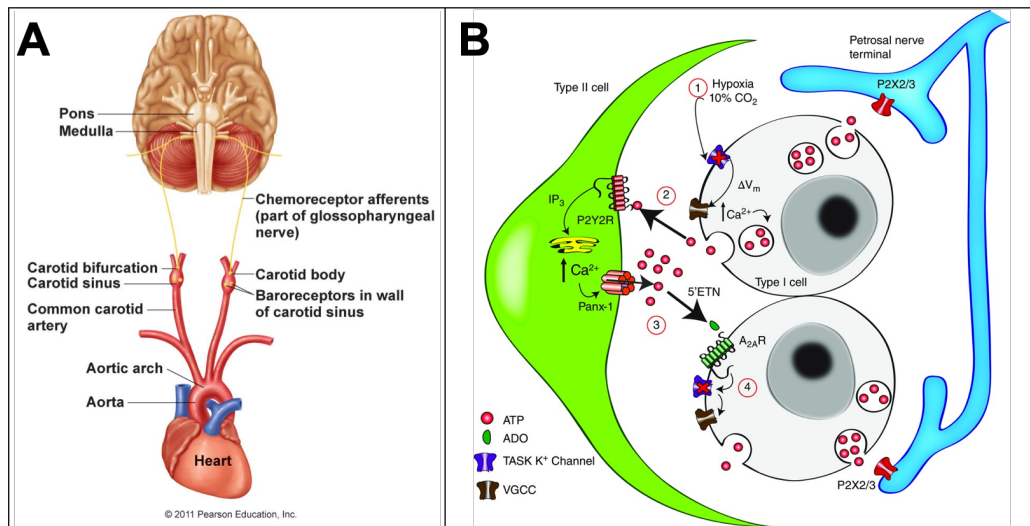 A
Pons
Medulla
Chemoreceptor afferents
(part of glossopharyngeal
nerve)
Carotid bifurcation
Carotid sinus
Common carotid
artery
Carotid body
Baroreceptors in wall
of carotid sinus
Aortic arch
Aorta
Heart
© 2011 Pearson Education, Inc.
B
Type II cell
Petrosal nerve
terminal
P2X2/3
1
Hypoxia
10% CO₂
ATP
ΔVₘ
↑ Ca²⁺
2
IP₃
P2Y2R
↑ Ca²⁺
Panx-1
Type I cell
5'ETN
3
A₂ₐR
4
ATP
ADO
TASK K⁺ Channel
VGCC
P2X2/3